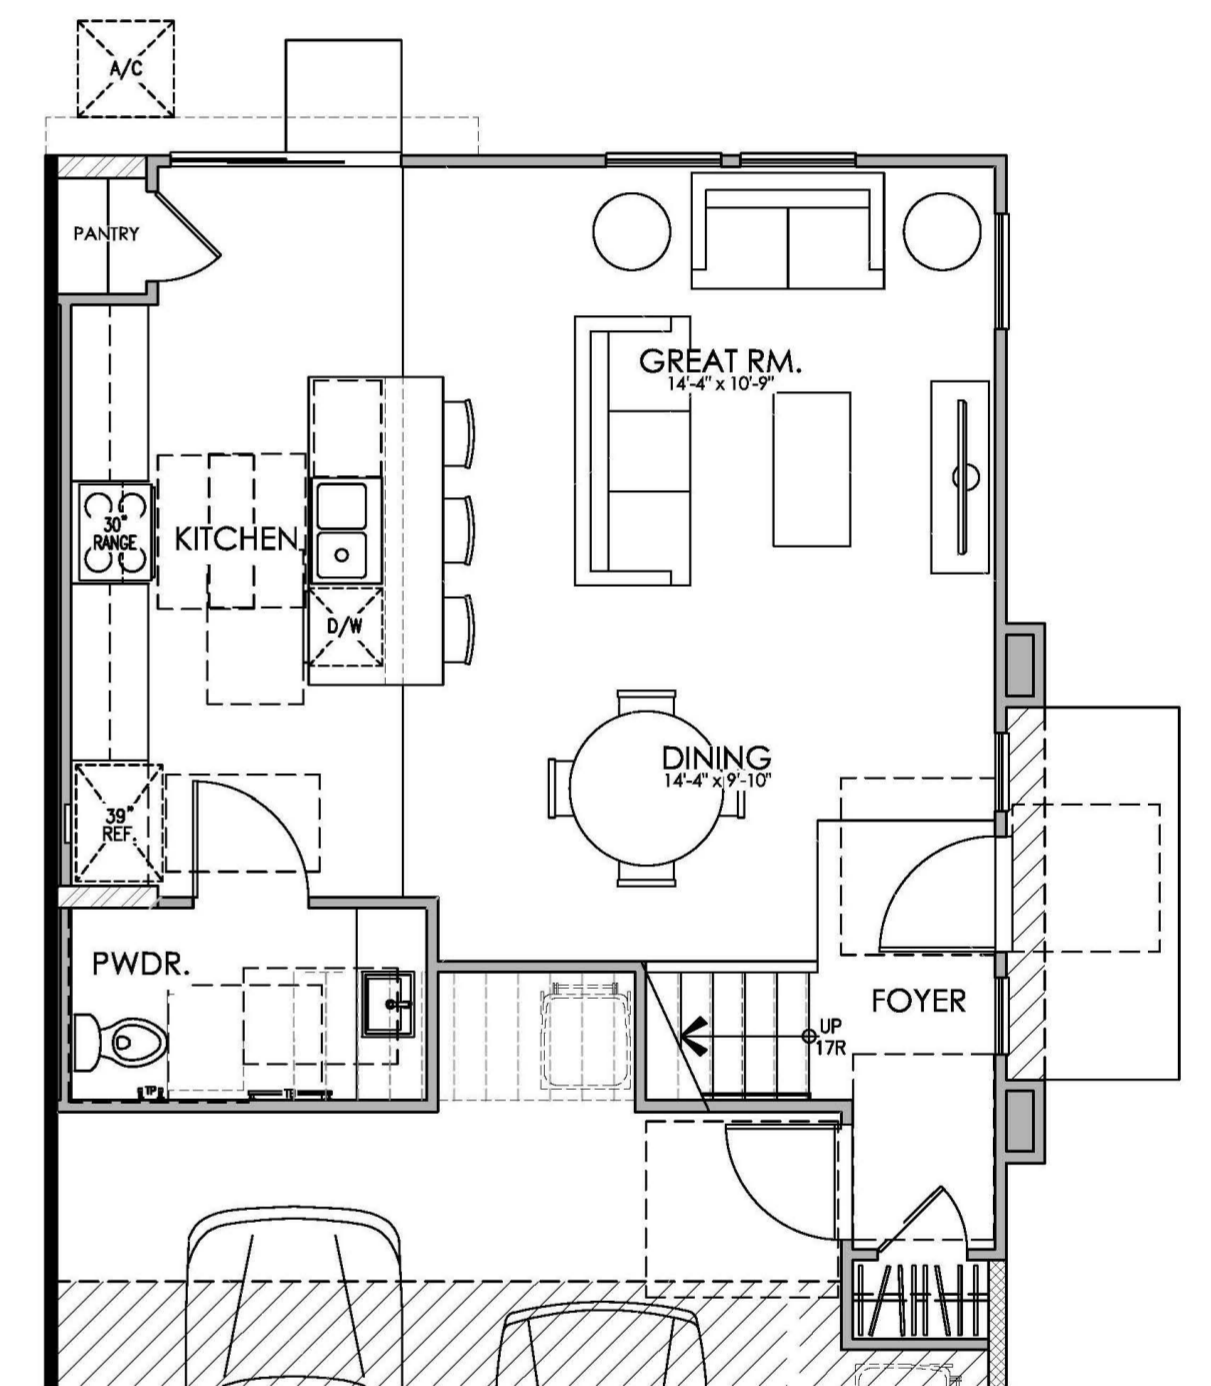 A/C
PANTRY
GREAT RM.
14'-4" x 10'-9"
30"
RANGE
KITCHEN
D/W
DINING
14'-4" x 9'-10"
39"
REF.
PWDR.
FOYER
UP
17R
TP